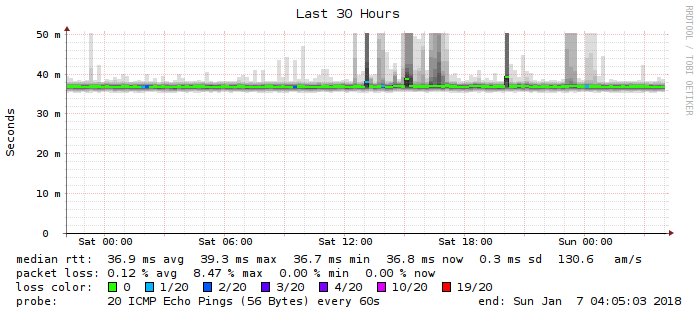 Last 30 Hours
RRDTOOL / TOBI OETIKER
Seconds
50 m
40 m
30 m
20 m
10 m
0
Sat 00:00 Sat 06:00 Sat 12:00 Sat 18:00 Sun 00:00
median rtt: 36.9 ms avg 39.3 ms max 36.7 ms min 36.8 ms now 0.3 ms sd 130.6 am/s
packet loss: 0.12 % avg 8.47 % max 0.00 % min 0.00 % now
loss color: 0 1/20 2/20 3/20 4/20 10/20 19/20
probe: 20 ICMP Echo Pings (56 Bytes) every 60s end: Sun Jan 7 04:05:03 2018